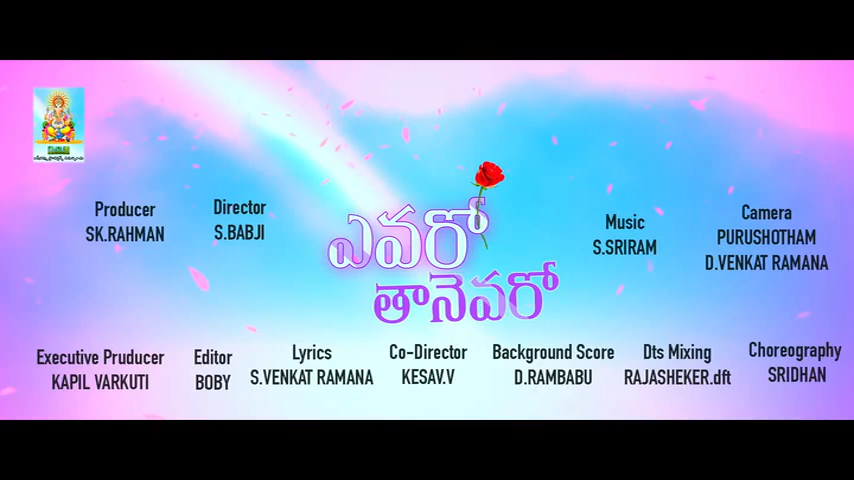 Producer
SK.RAHMAN
Director
S.BABJI
ఎవరో
తానెవరో
Music
S.SRIRAM
Camera
PURUSHOTHAM
D.VENKAT RAMANA
Executive Pruducer
KAPIL VARKUTI
Editor
BOBY
Lyrics
S.VENKAT RAMANA
Co-Director
KESAV.V
Background Score
D.RAMBABU
Dts Mixing
RAJASHEKER.dft
Choreography
SRIDHAN